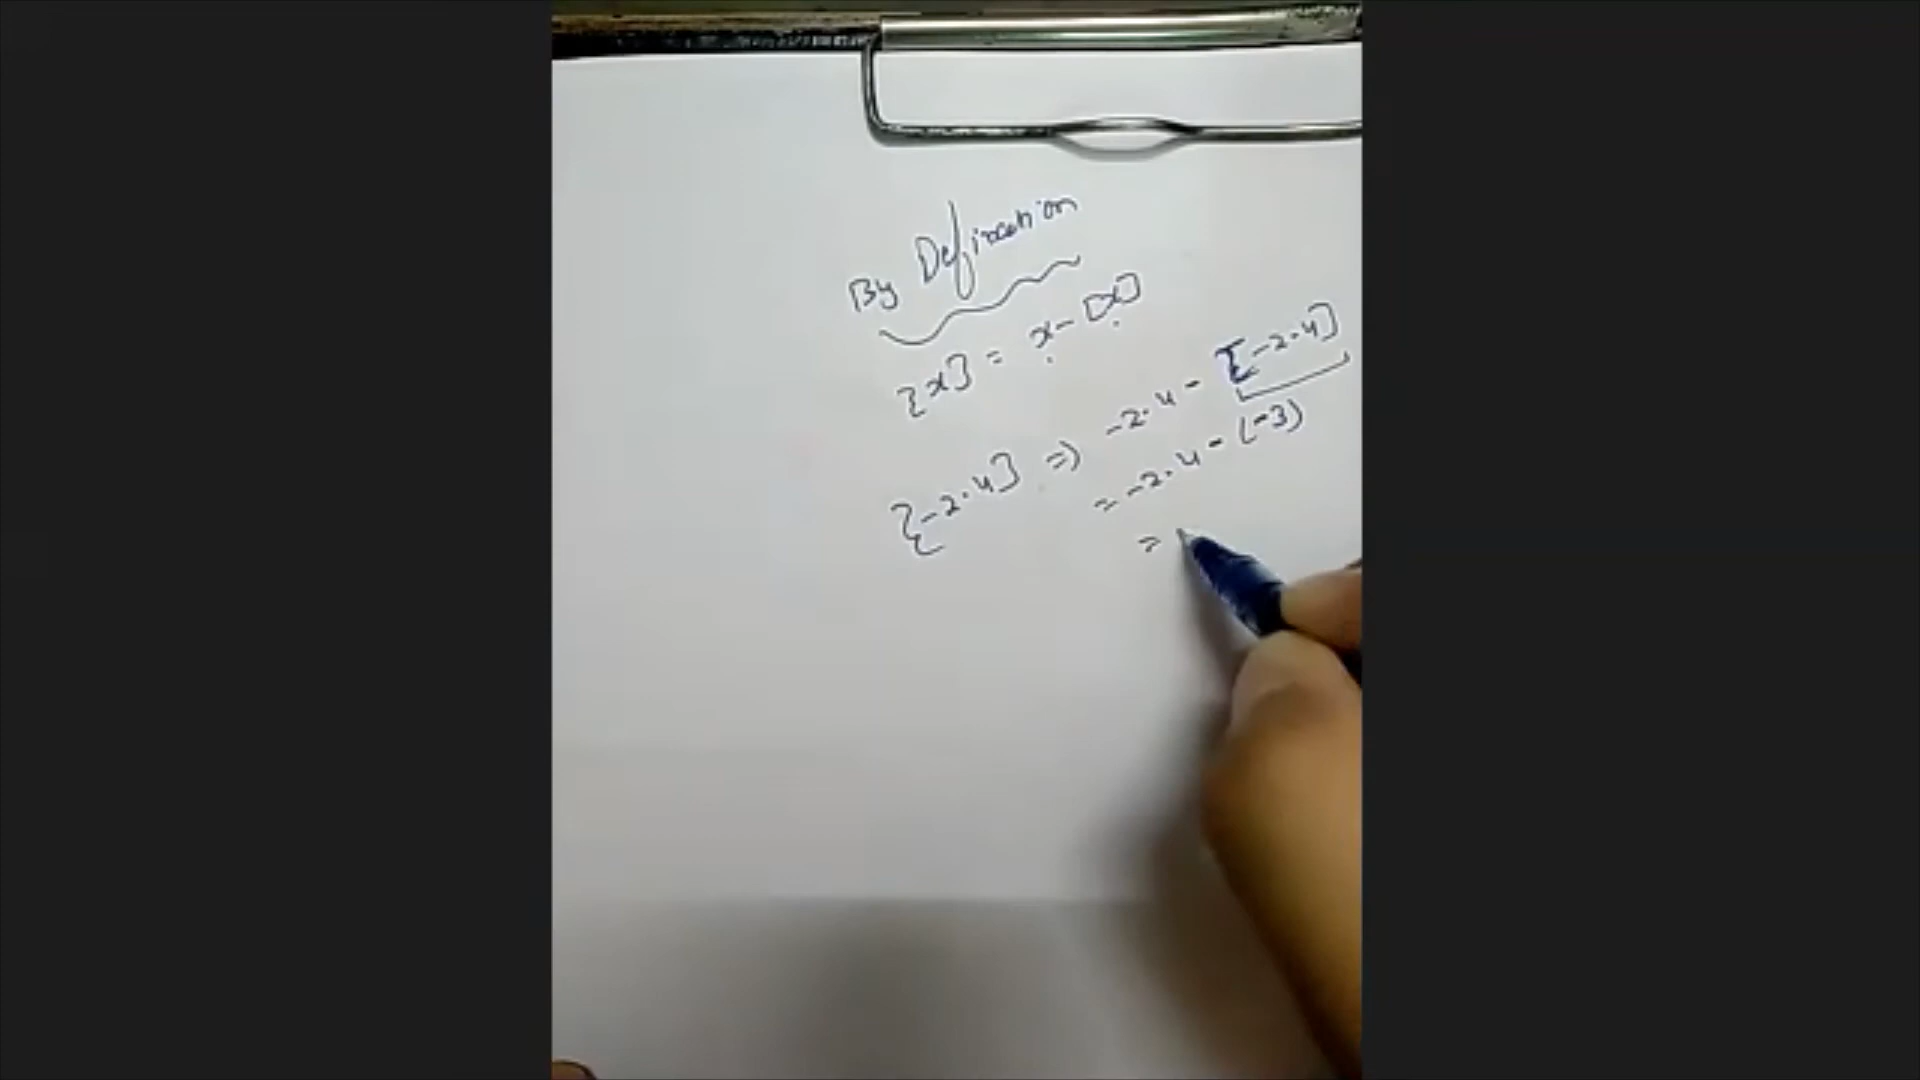 By Definition
{x} = x - [x]
{-2.4} => -2.4 - [-2.4]
= -2.4 - (-3)
=